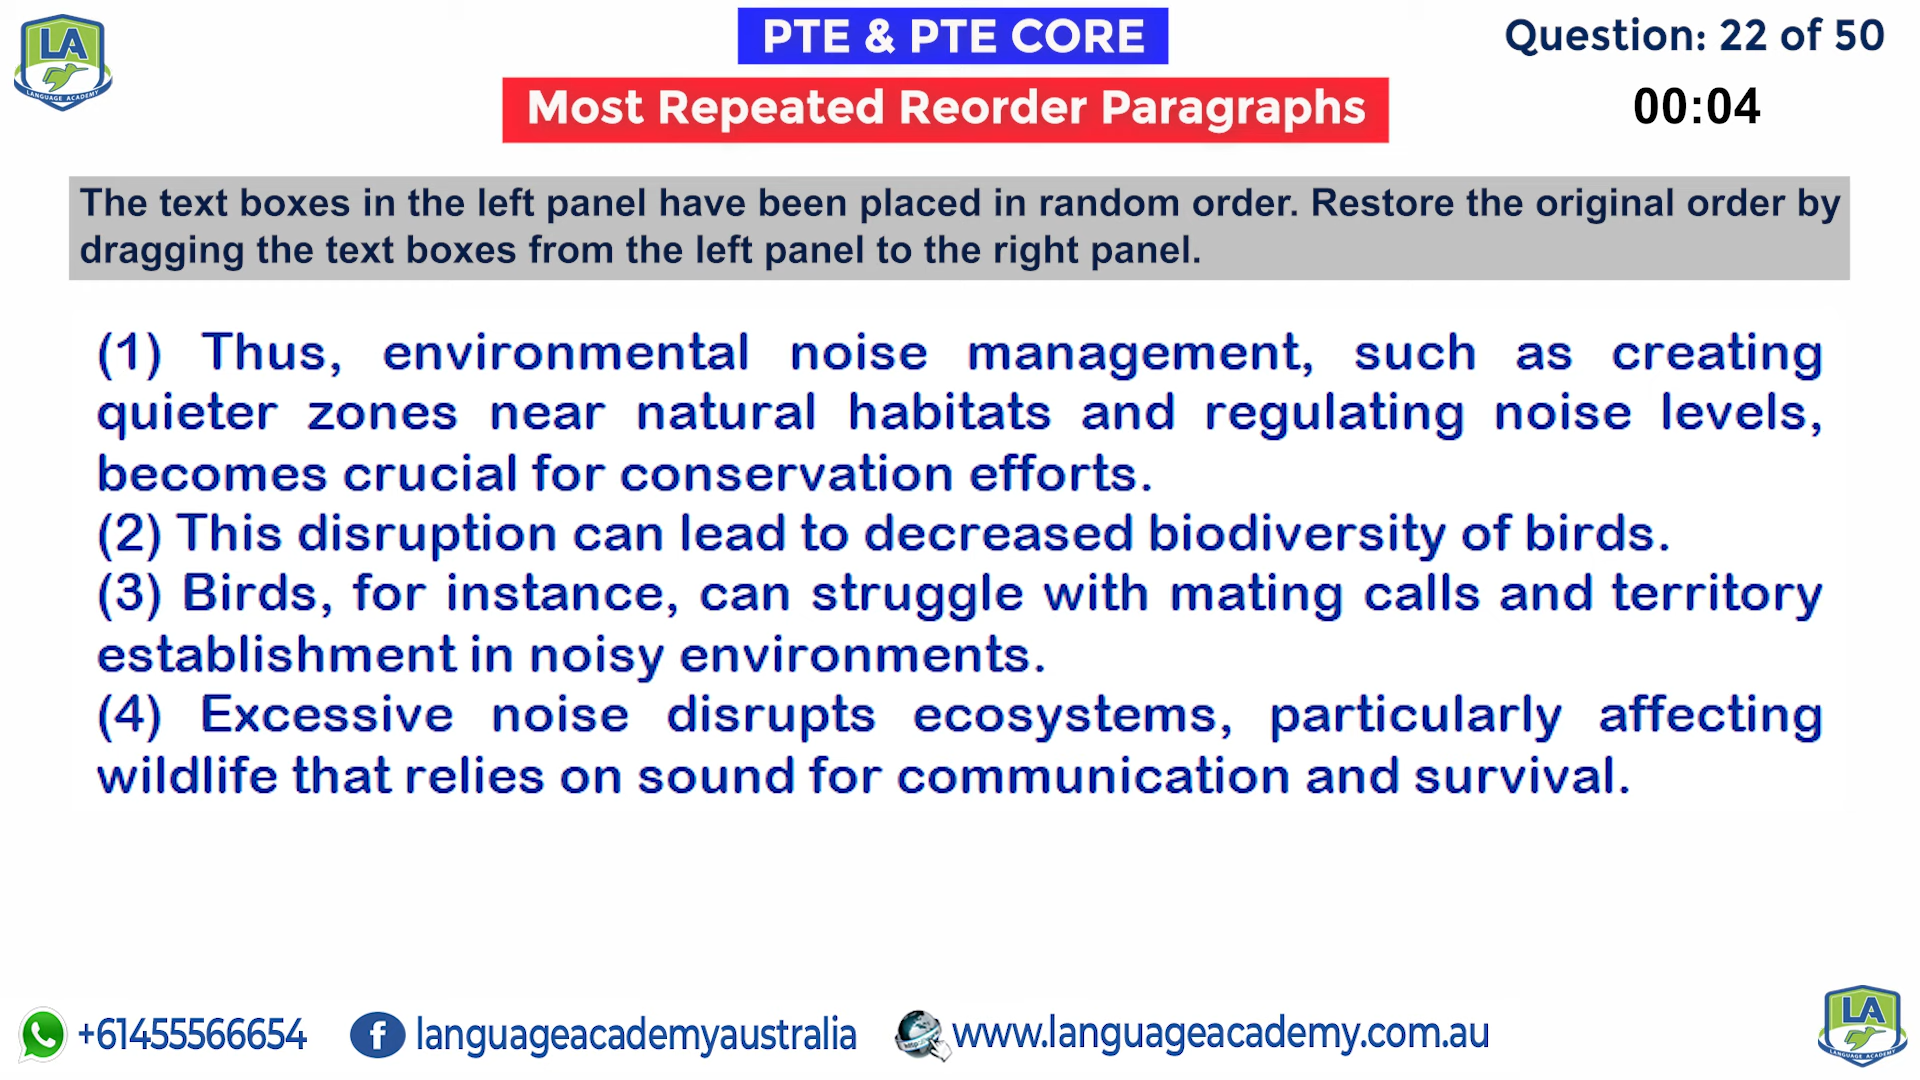 LA
LANGUAGE ACADEMY
PTE & PTE CORE
Question: 22 of 50
Most Repeated Reorder Paragraphs
00:04
The text boxes in the left panel have been placed in random order. Restore the original order by
dragging the text boxes from the left panel to the right panel.
(1) Thus, environmental noise management, such as creating
quieter zones near natural habitats and regulating noise levels,
becomes crucial for conservation efforts.
(2) This disruption can lead to decreased biodiversity of birds.
(3) Birds, for instance, can struggle with mating calls and territory
establishment in noisy environments.
(4) Excessive noise disrupts ecosystems, particularly affecting
wildlife that relies on sound for communication and survival.
+61455566654
languageacademyaustralia
www.languageacademy.com.au
LA
LANGUAGE ACADEMY